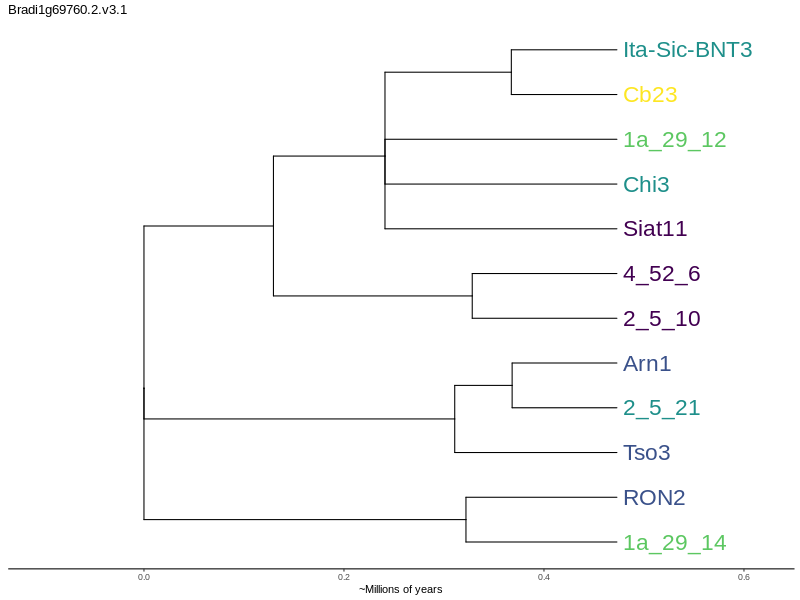 Bradi1g69760.2.v3.1
Ita-Sic-BNT3
Cb23
1a_29_12
Chi3
Siat11
4_52_6
2_5_10
Arn1
2_5_21
Tso3
RON2
1a_29_14
0.0 0.2 0.4 0.6
~Millions of years